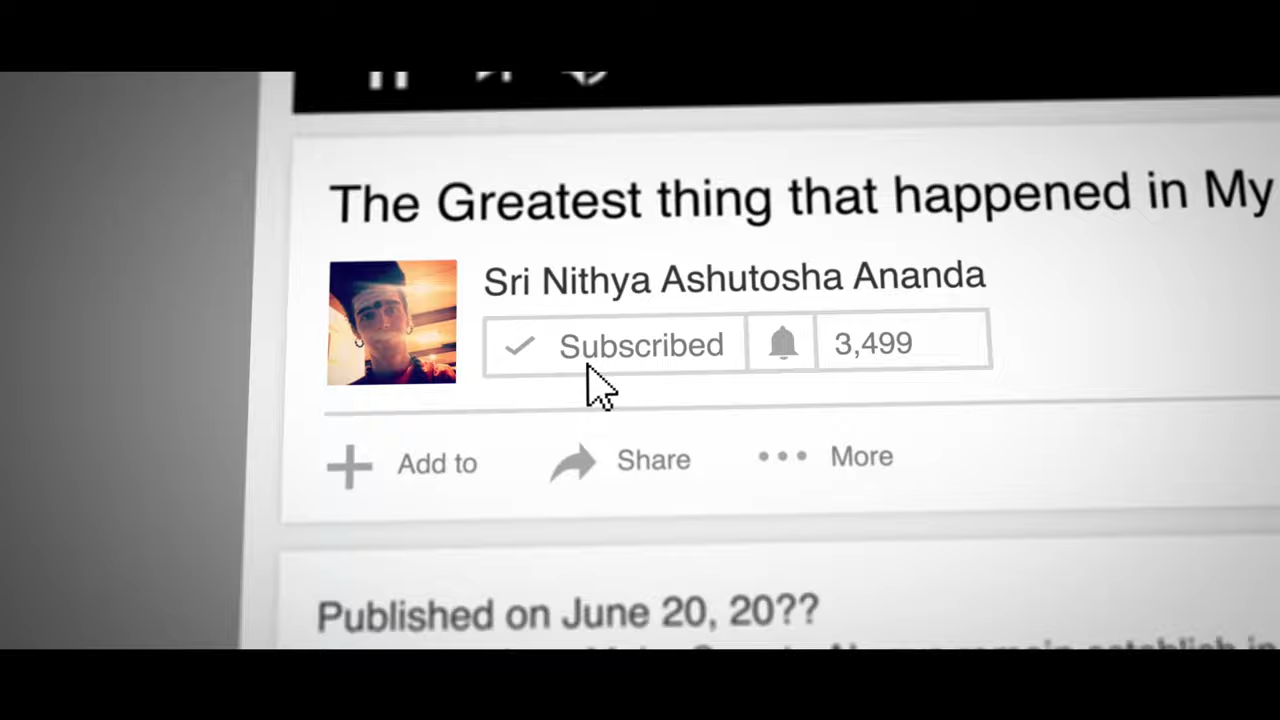 The Greatest thing that happened in My
Sri Nithya Ashutosha Ananda
Subscribed 3,499
Add to Share More
Published on June 20, 20??